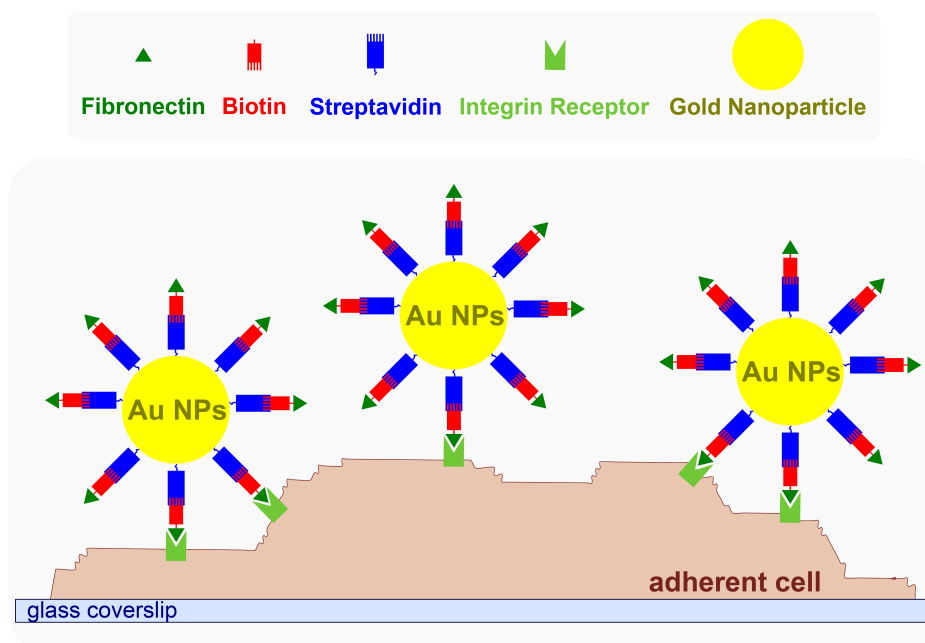 Fibronectin Biotin Streptavidin Integrin Receptor Gold Nanoparticle
Au NPs
Au NPs
Au NPs
adherent cell
glass coverslip